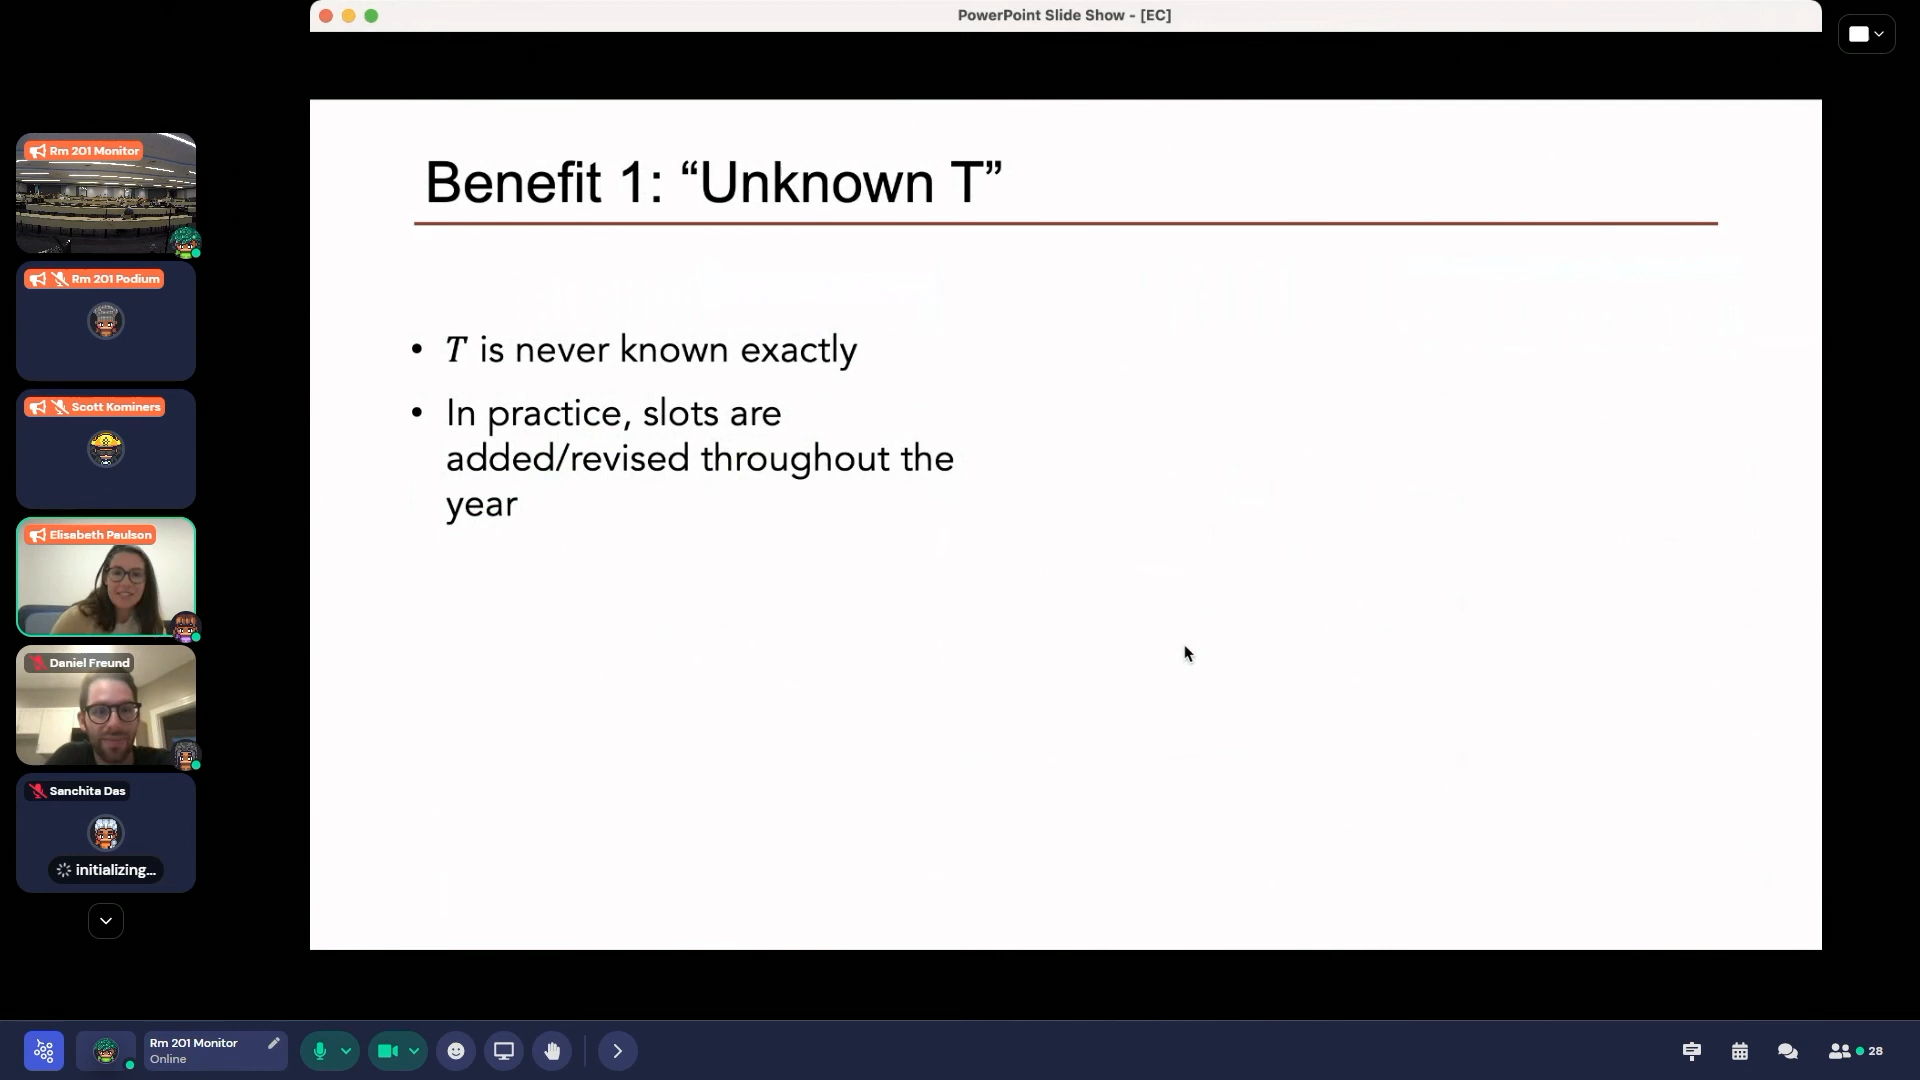 PowerPoint Slide Show - [EC]
Rm 201 Monitor
Rm 201 Podium
Scott Kominers
Elisabeth Paulson
Daniel Freund
Sanchita Das
initializing...
Benefit 1: “Unknown T”
• T is never known exactly
• In practice, slots are
added/revised throughout the
year
Rm 201 Monitor
Online
28